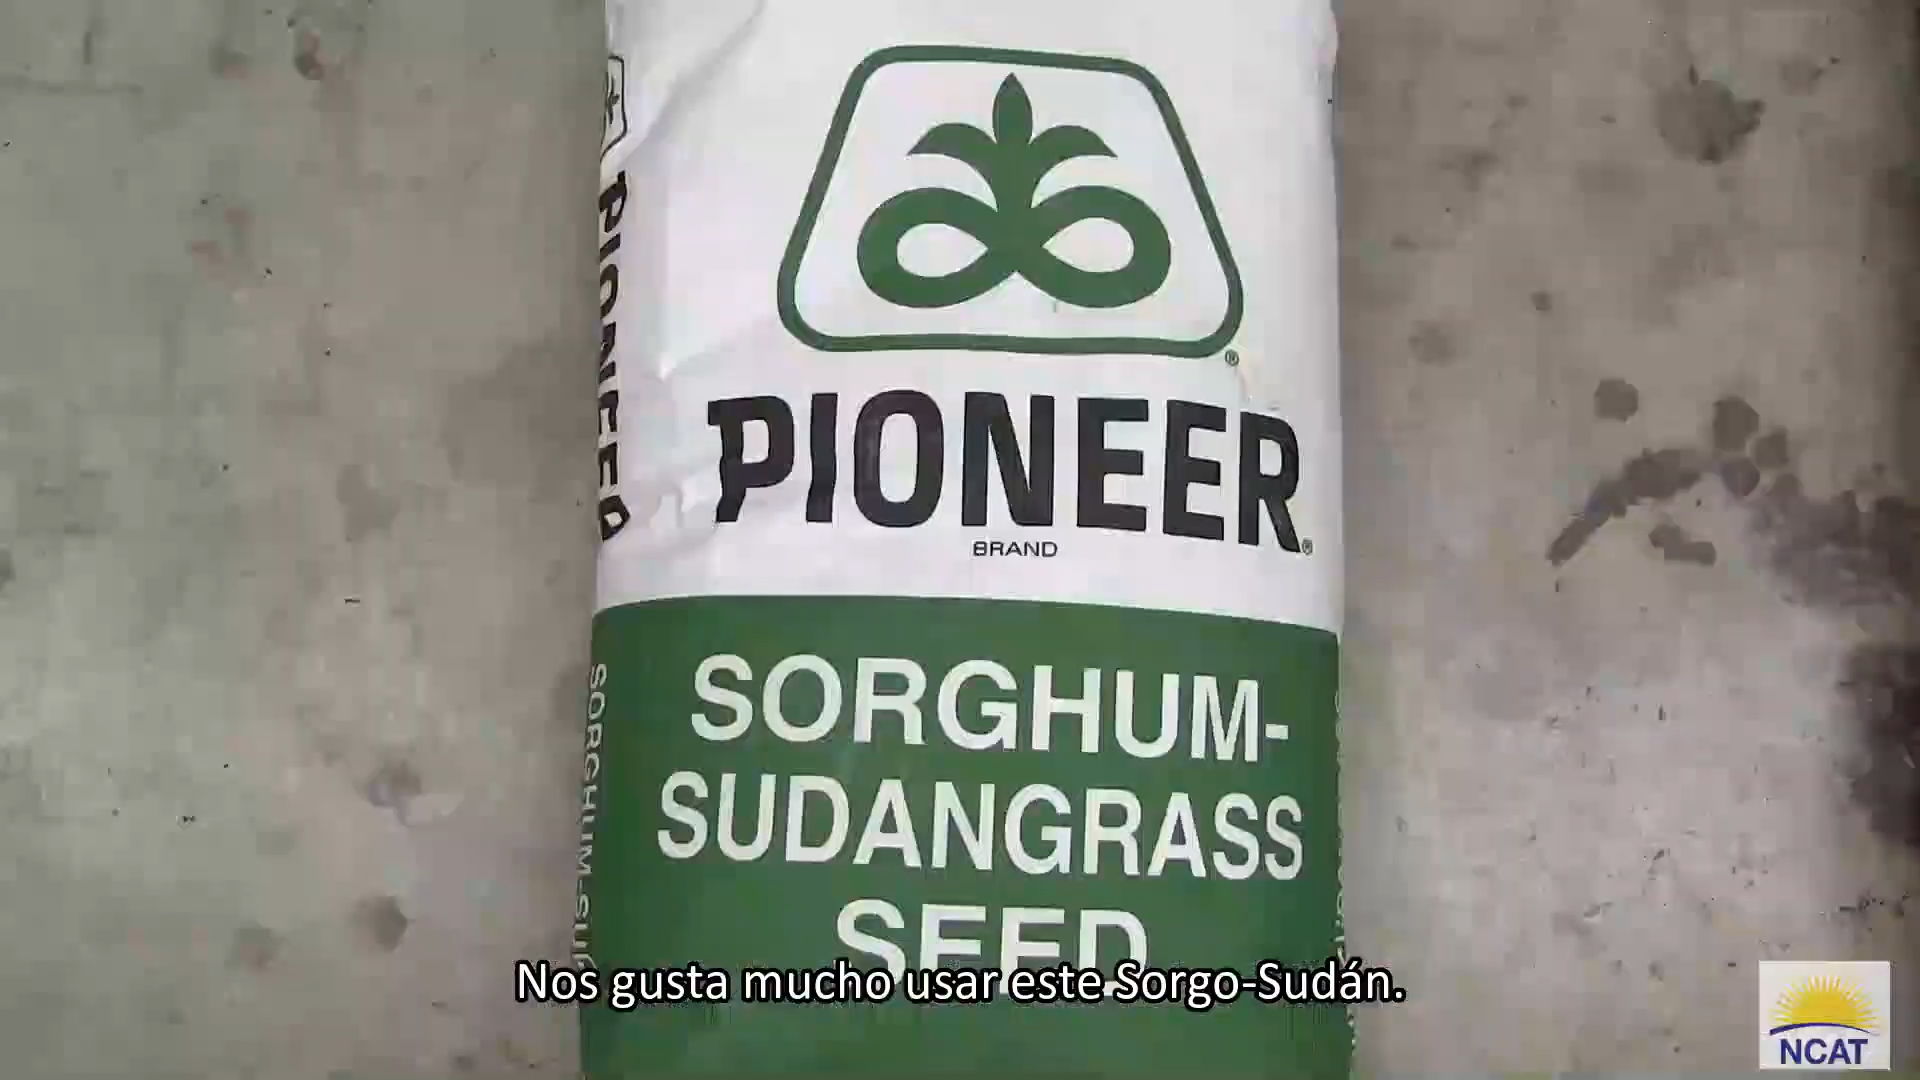 PIONEER
PIONEER®
BRAND
SORGHUM-
SUDANGRASS
SEED
SORGHUM-SU
Nos gusta mucho usar este Sorgo-Sudán.
NCAT